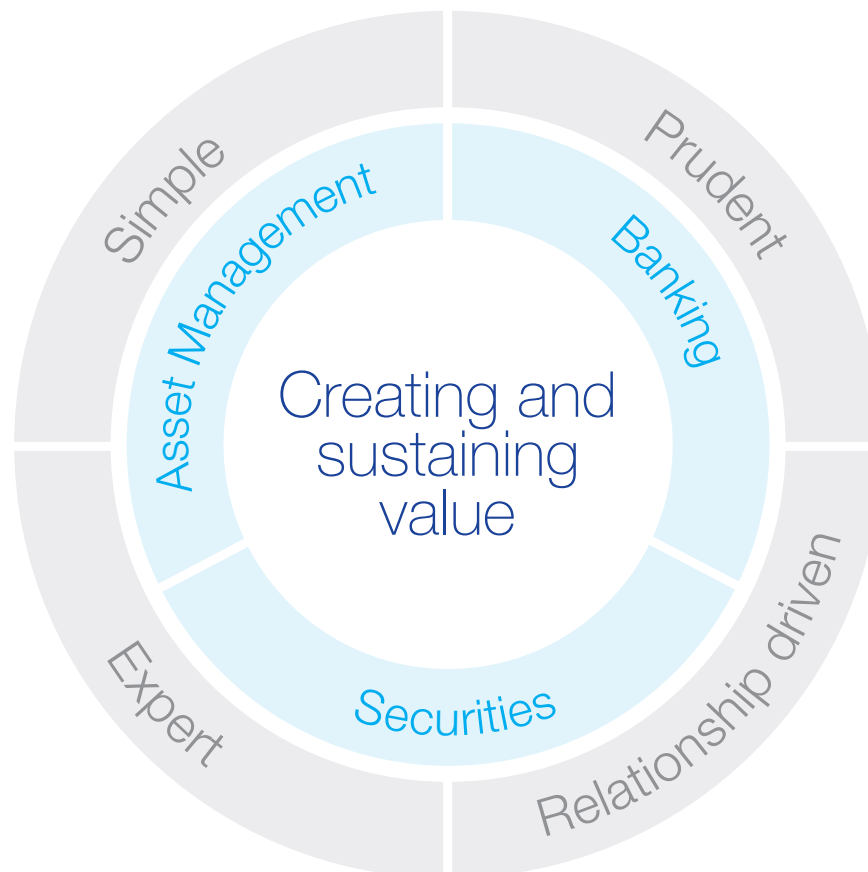 Simple
Prudent
Asset Management
Banking
Creating and
sustaining
value
Securities
Expert
Relationship driven